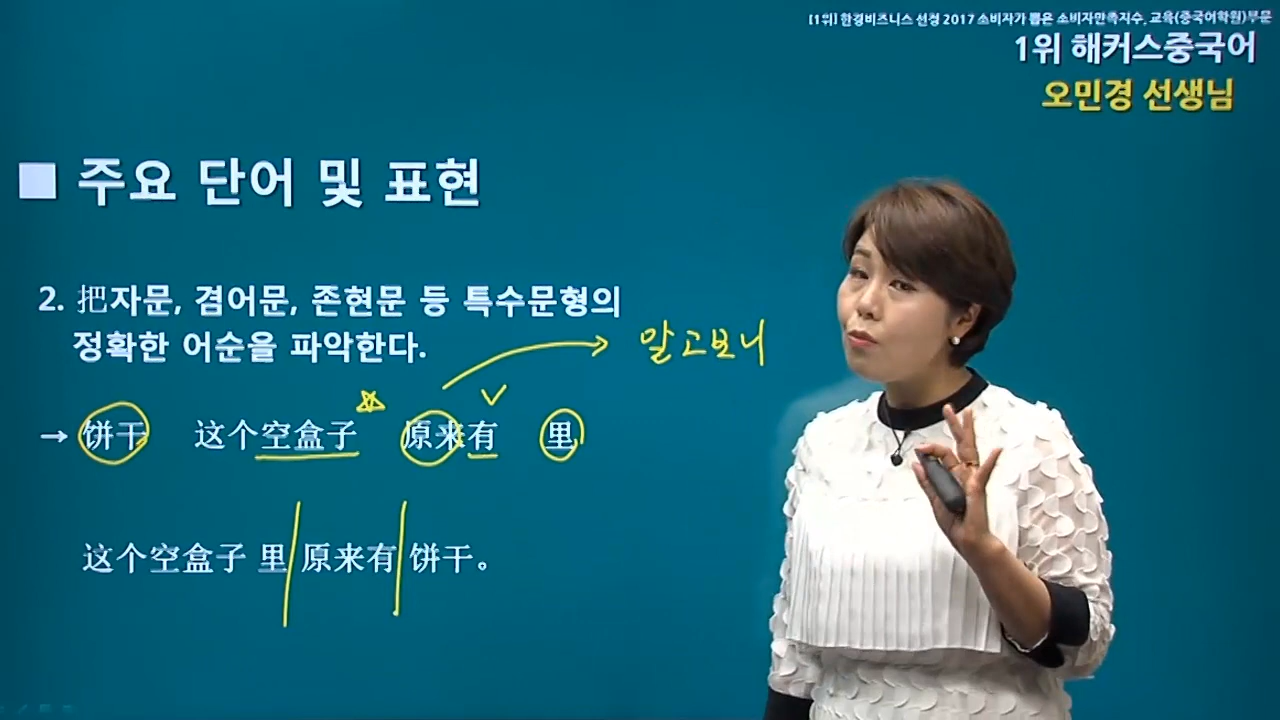 [1위] 한경비즈니스 선정 2017 소비자가 뽑은 소비자만족지수, 교육(중국어학원)부문
1위 해커스중국어
오민경 선생님
■ 주요 단어 및 표현
2. 把자문, 겸어문, 존현문 등 특수문형의
정확한 어순을 파악한다.
알고보니
→ 饼干 这个空盒子 原来有 里
这个空盒子 里 原来有 饼干。